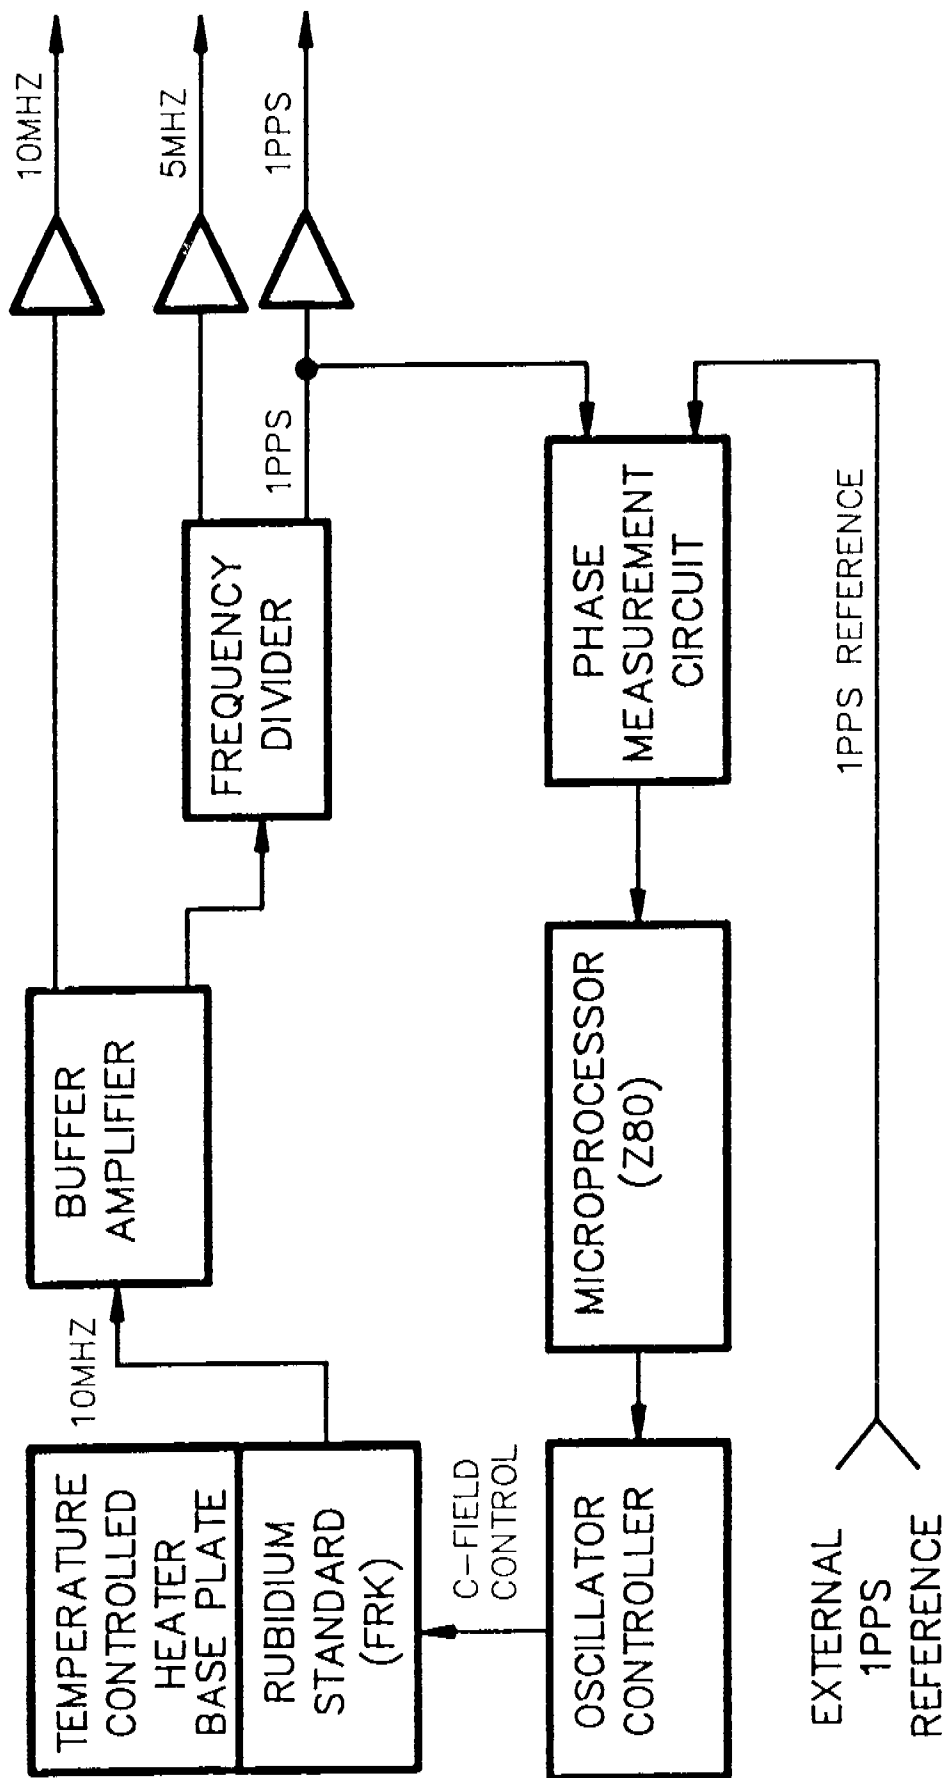 TEMPERATURE
CONTROLLED
HEATER
BASE PLATE
RUBIDIUM
STANDARD
(FRK)
10MHZ
BUFFER
AMPLIFIER
10MHZ
FREQUENCY
DIVIDER
5MHZ
1PPS
1PPS
C-FIELD
CONTROL
OSCILLATOR
CONTROLLER
MICROPROCESSOR
(Z80)
PHASE
MEASUREMENT
CIRCUIT
EXTERNAL
1PPS
REFERENCE
1PPS REFERENCE